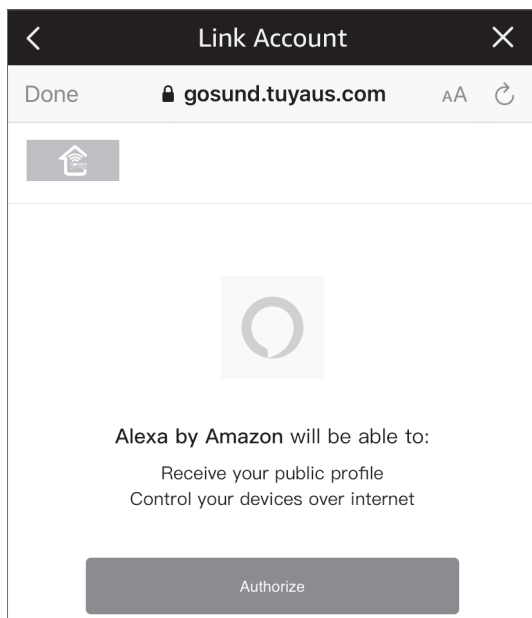 Link Account
Done gosund.tuyaus.com AA
Alexa by Amazon will be able to:
Receive your public profile
Control your devices over internet
Authorize